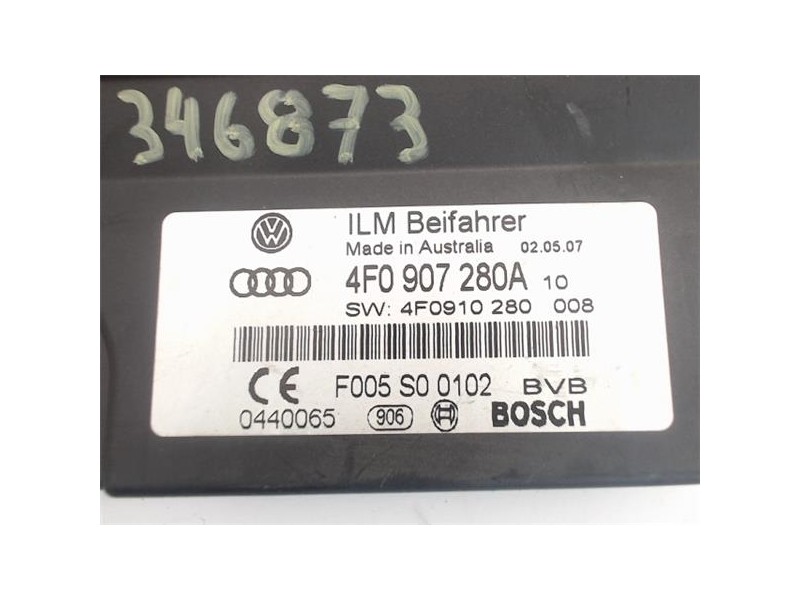 346873
ILM Beifahrer
Made in Australia 02.05.07
4F0 907 280A 10
SW: 4F0910 280 008
CE F005 S0 0102 BVB
0440065 906 BOSCH